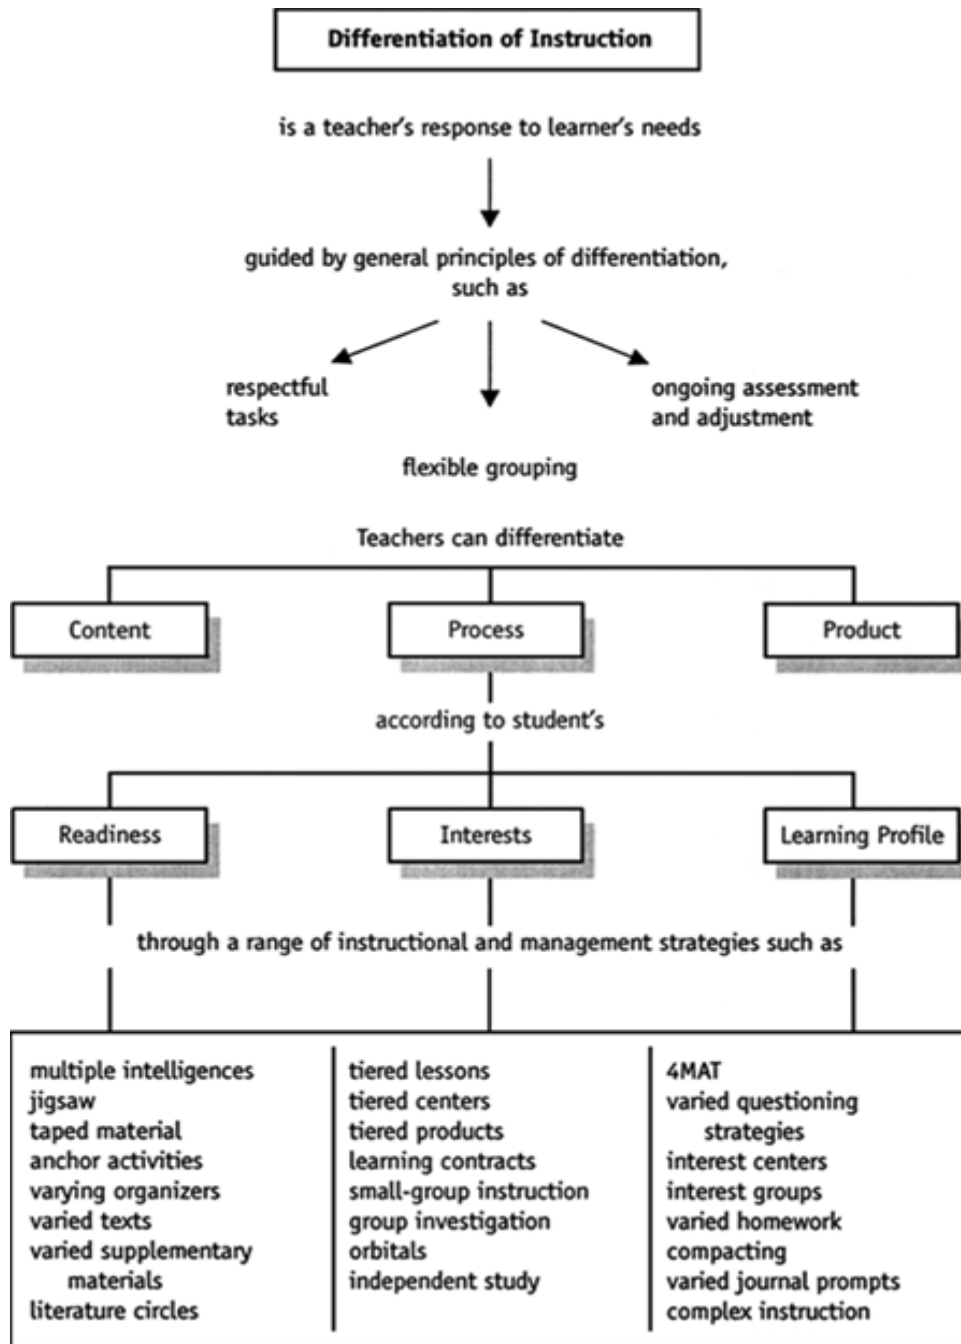 Differentiation of Instruction
is a teacher's response to learner's needs
guided by general principles of differentiation,
such as
respectful
tasks
ongoing assessment
and adjustment
flexible grouping
Teachers can differentiate
Content
Process
Product
according to student's
Readiness
Interests
Learning Profile
through a range of instructional and management strategies such as
multiple intelligences
jigsaw
taped material
anchor activities
varying organizers
varied texts
varied supplementary
materials
literature circles
tiered lessons
tiered centers
tiered products
learning contracts
small-group instruction
group investigation
orbitals
independent study
4MAT
varied questioning
strategies
interest centers
interest groups
varied homework
compacting
varied journal prompts
complex instruction